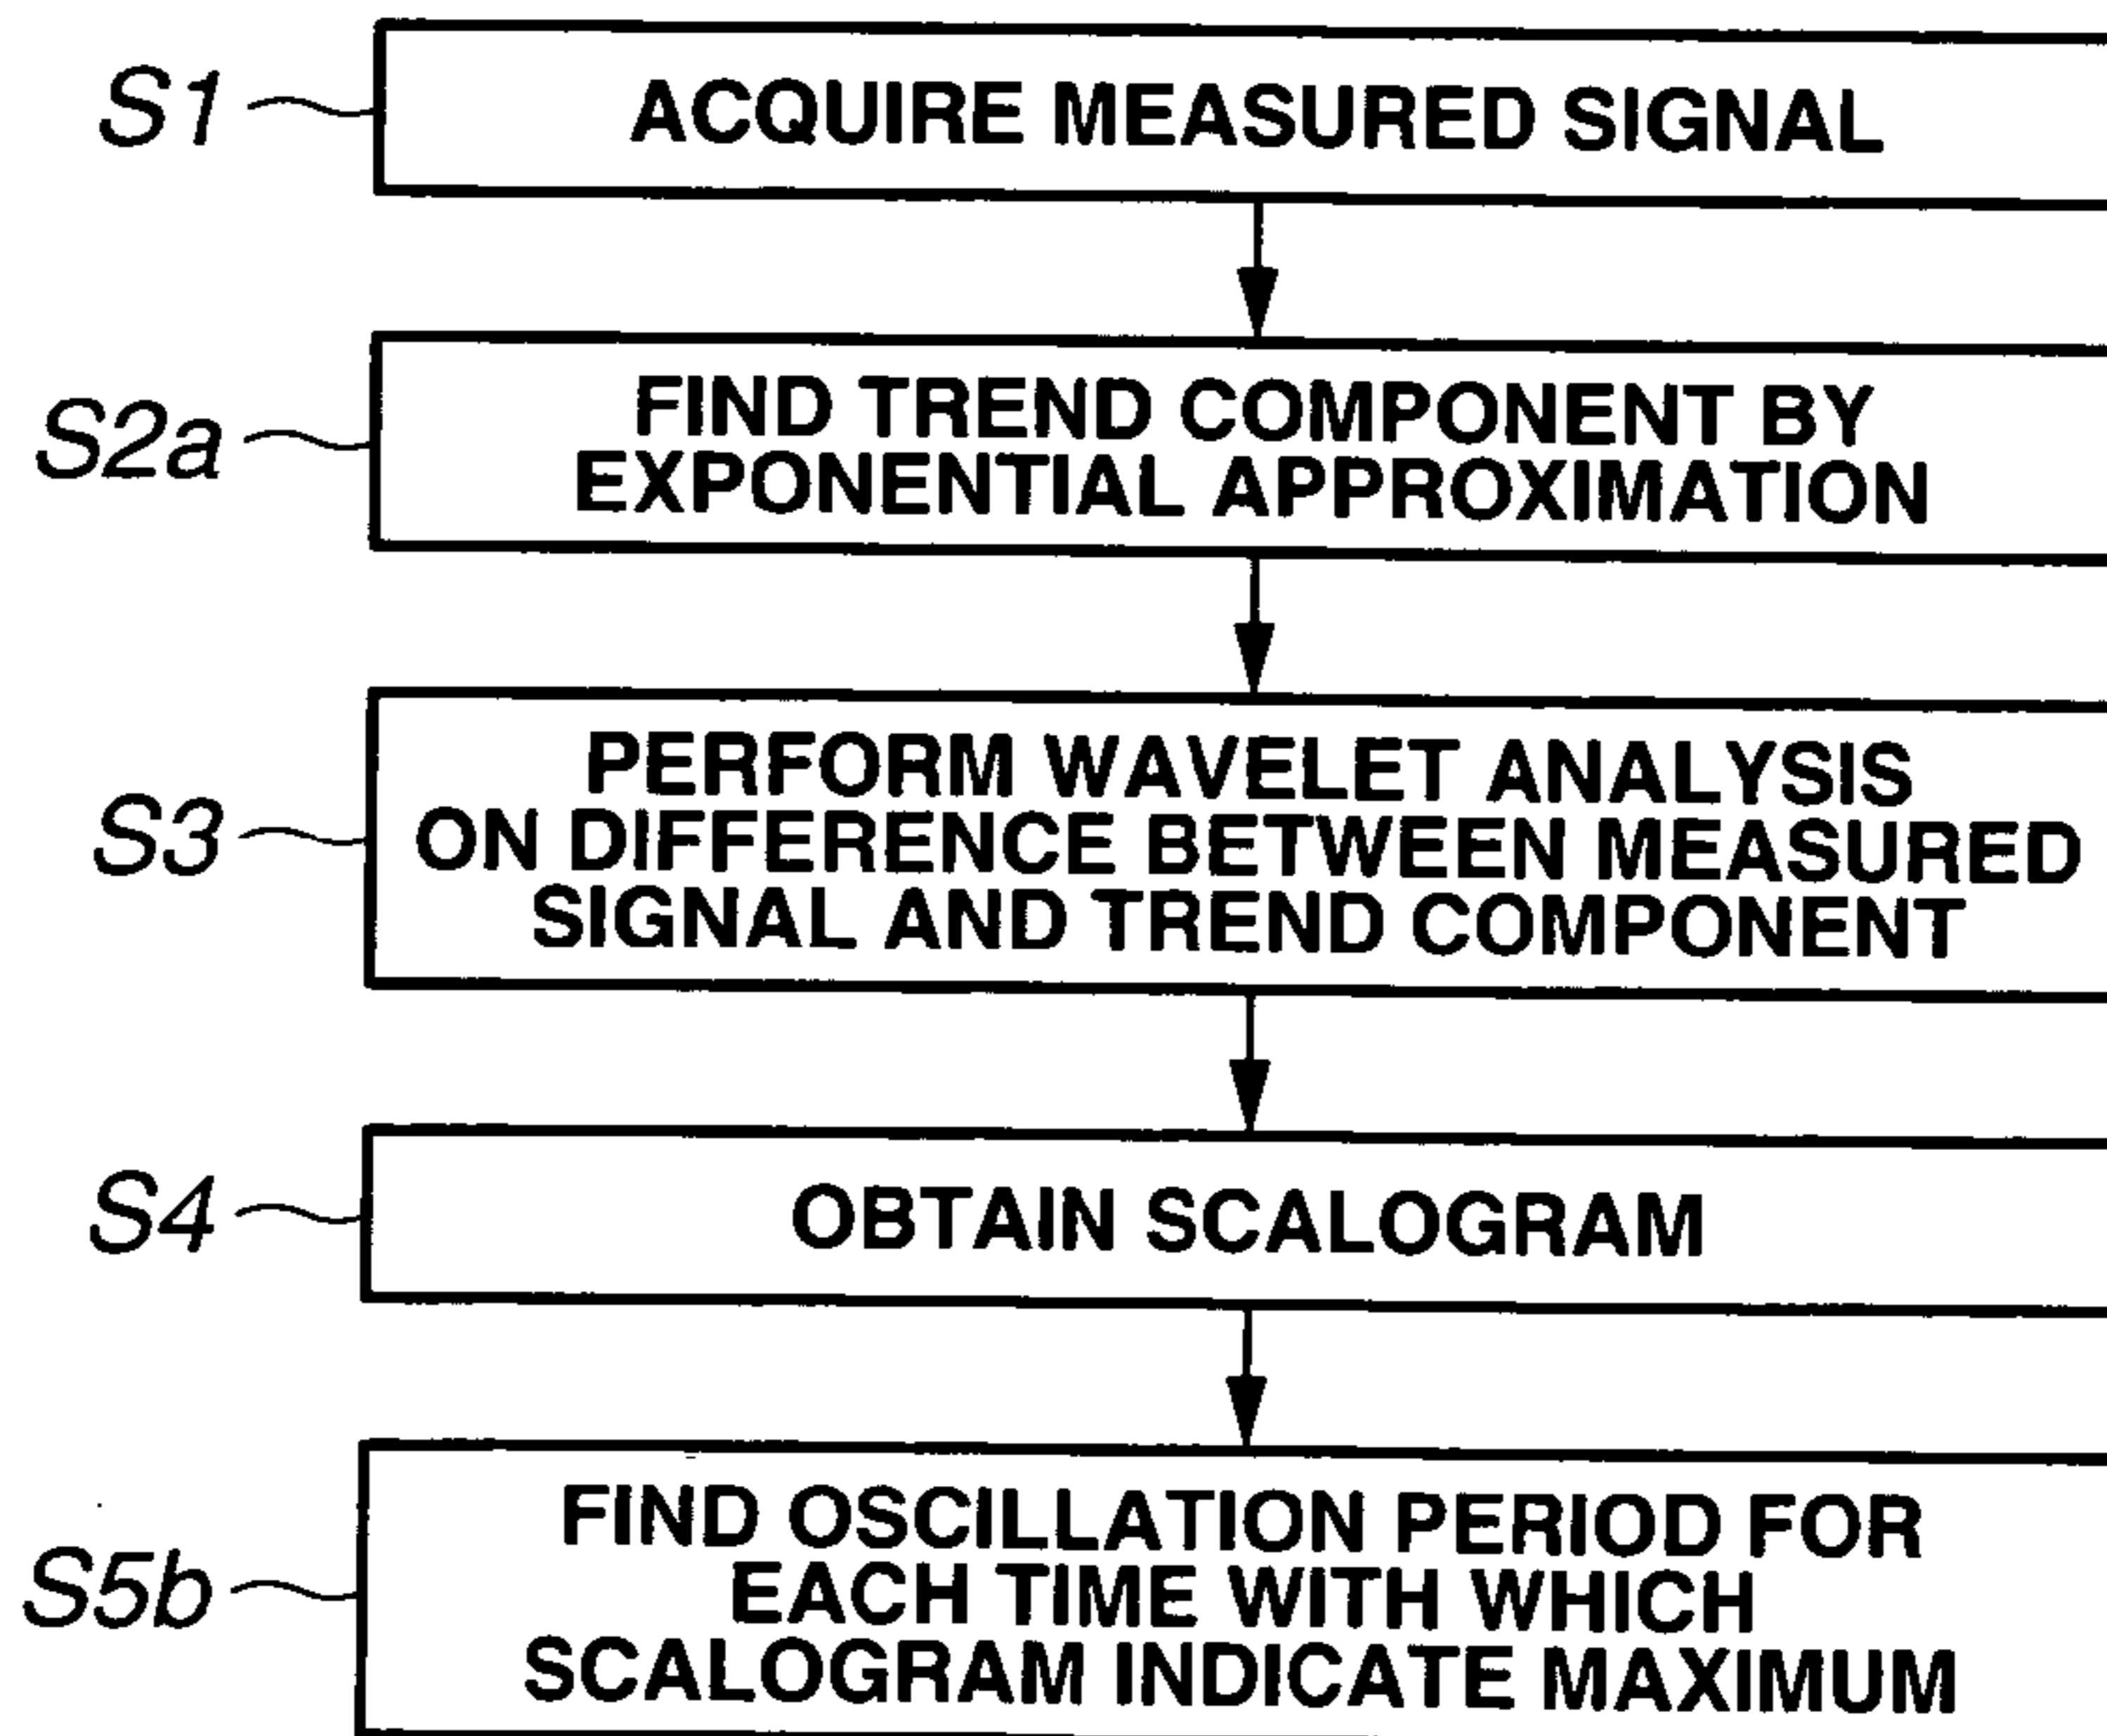 S1
ACQUIRE MEASURED SIGNAL
S2a
FIND TREND COMPONENT BY
EXPONENTIAL APPROXIMATION
S3
PERFORM WAVELET ANALYSIS
ON DIFFERENCE BETWEEN MEASURED
SIGNAL AND TREND COMPONENT
S4
OBTAIN SCALOGRAM
S5b
FIND OSCILLATION PERIOD FOR
EACH TIME WITH WHICH
SCALOGRAM INDICATE MAXIMUM